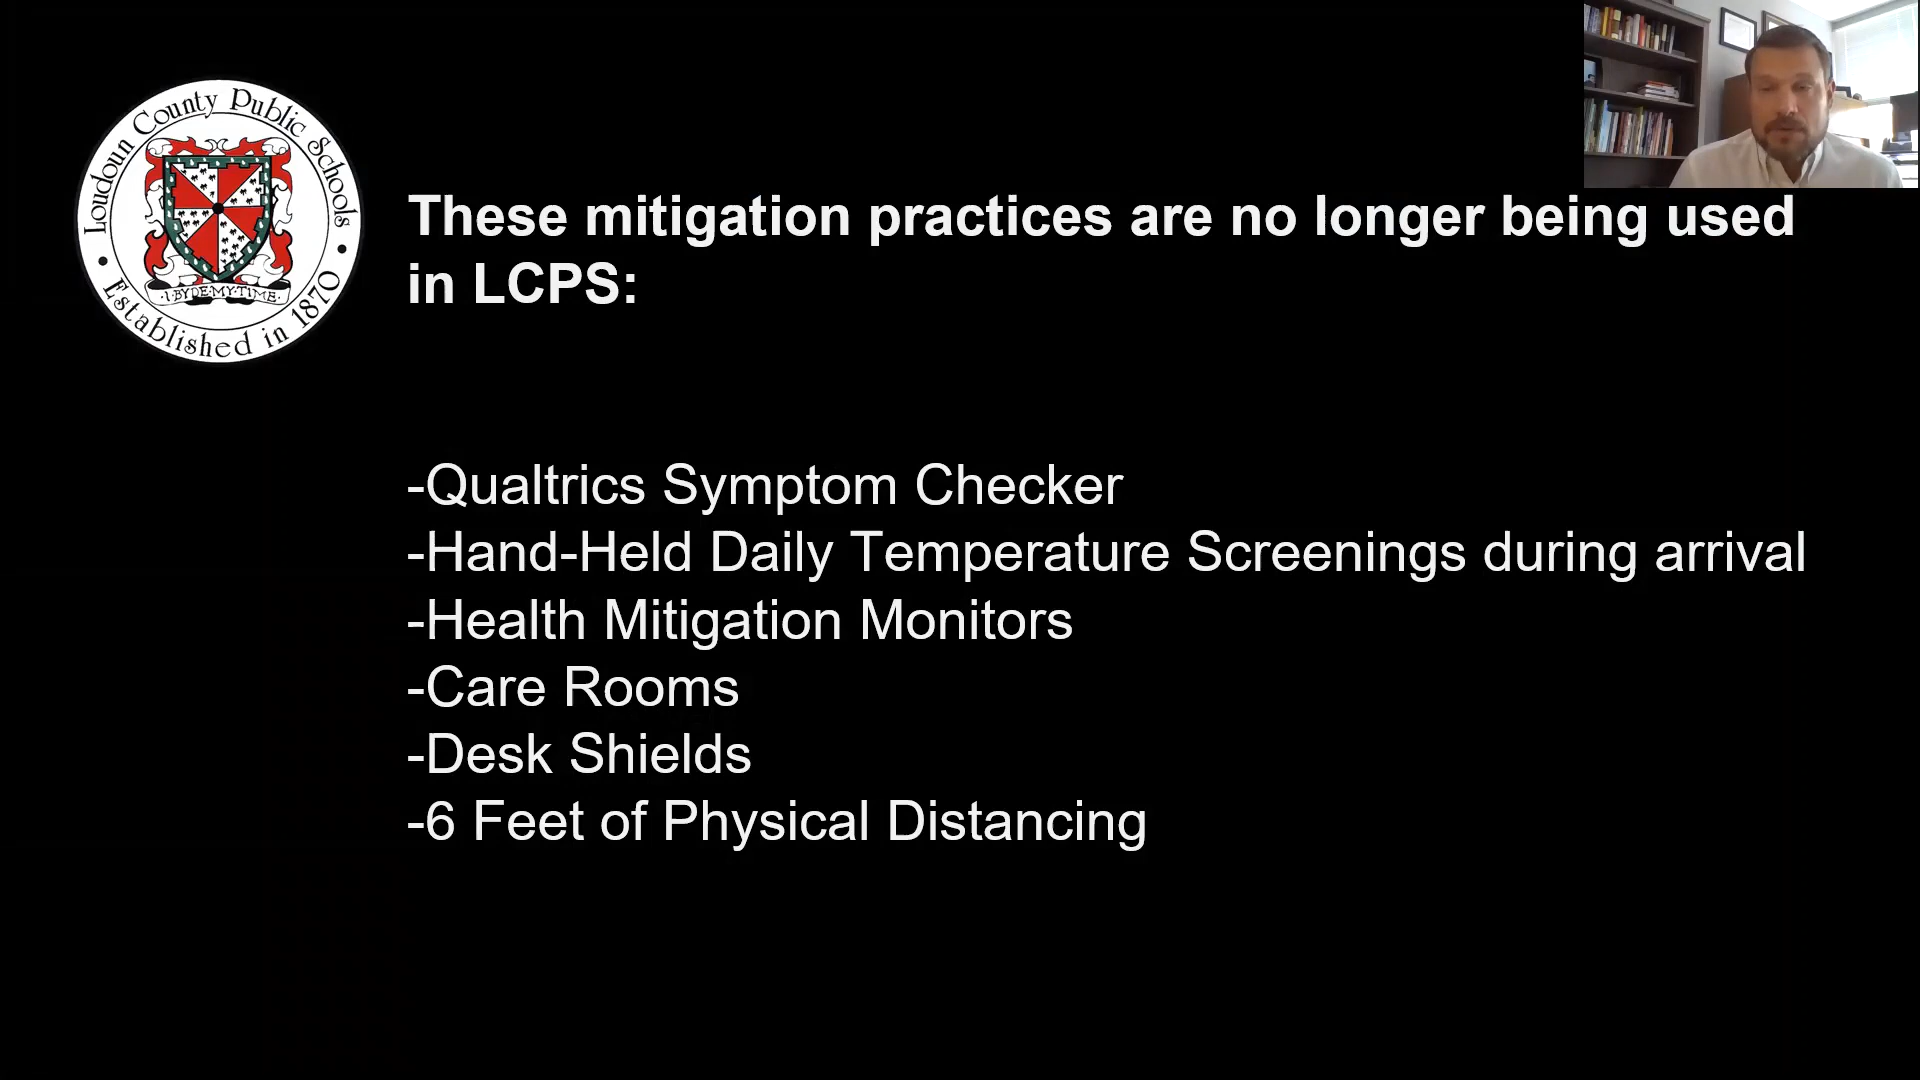 Loudoun County Public Schools
I·BYDE·MY·TIME
Established in 1870
These mitigation practices are no longer being used
in LCPS:
-Qualtrics Symptom Checker
-Hand-Held Daily Temperature Screenings during arrival
-Health Mitigation Monitors
-Care Rooms
-Desk Shields
-6 Feet of Physical Distancing